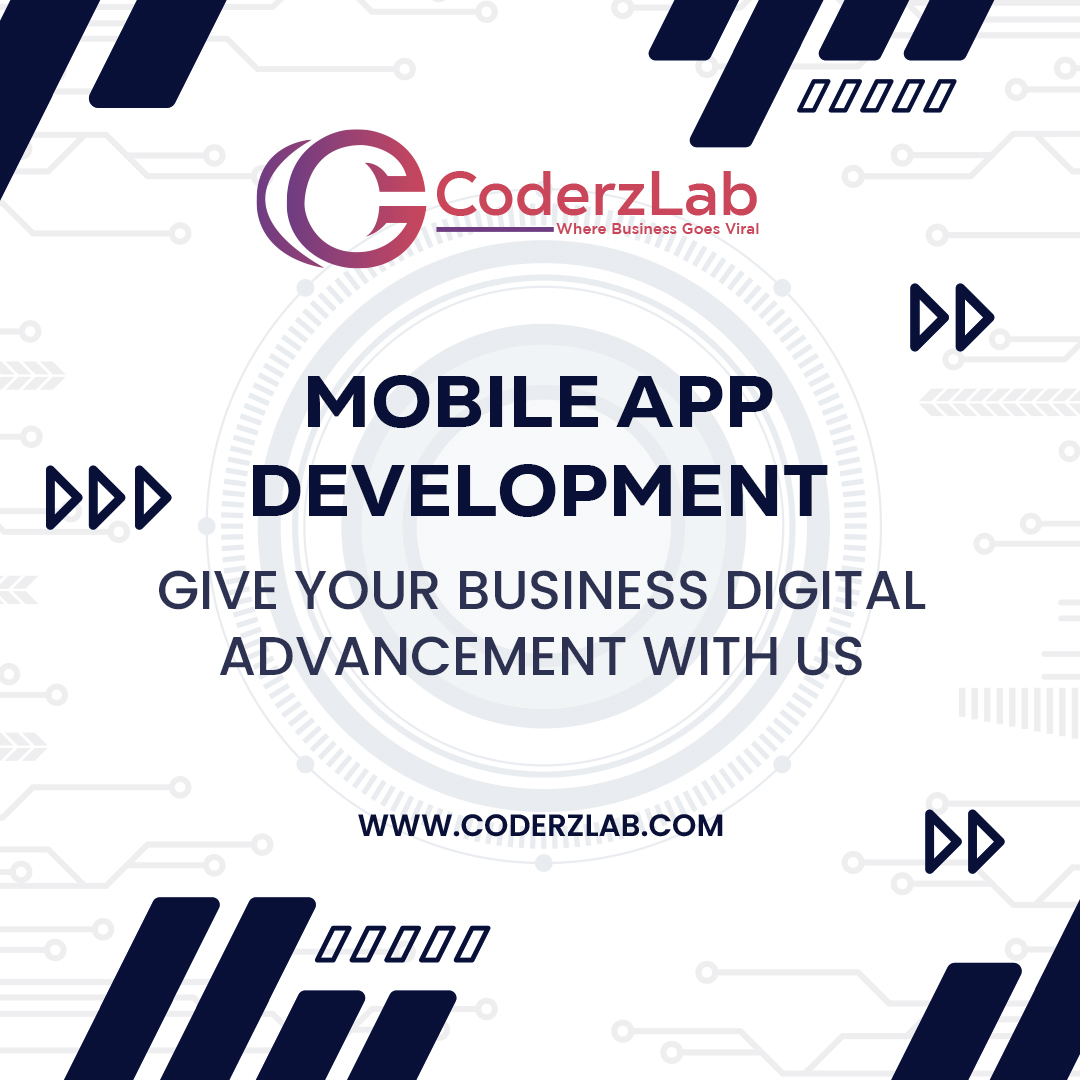 CoderzLab
Where Business Goes Viral
MOBILE APP
DEVELOPMENT
GIVE YOUR BUSINESS DIGITAL
ADVANCEMENT WITH US
WWW.CODERZLAB.COM